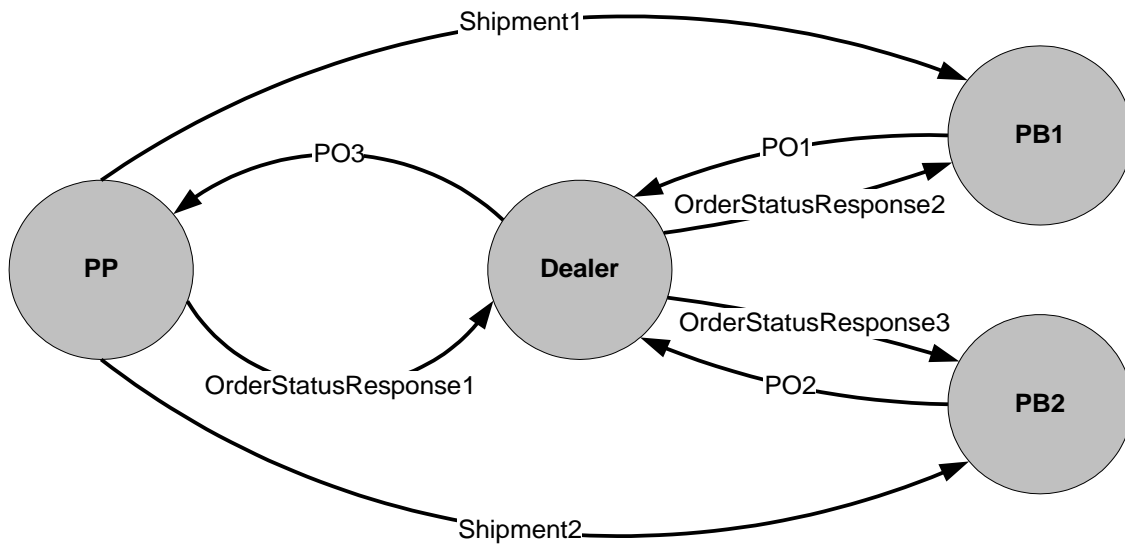 Shipment1
PB1
PO1
PO3
OrderStatusResponse2
PP
Dealer
OrderStatusResponse3
OrderStatusResponse1
PO2
PB2
Shipment2